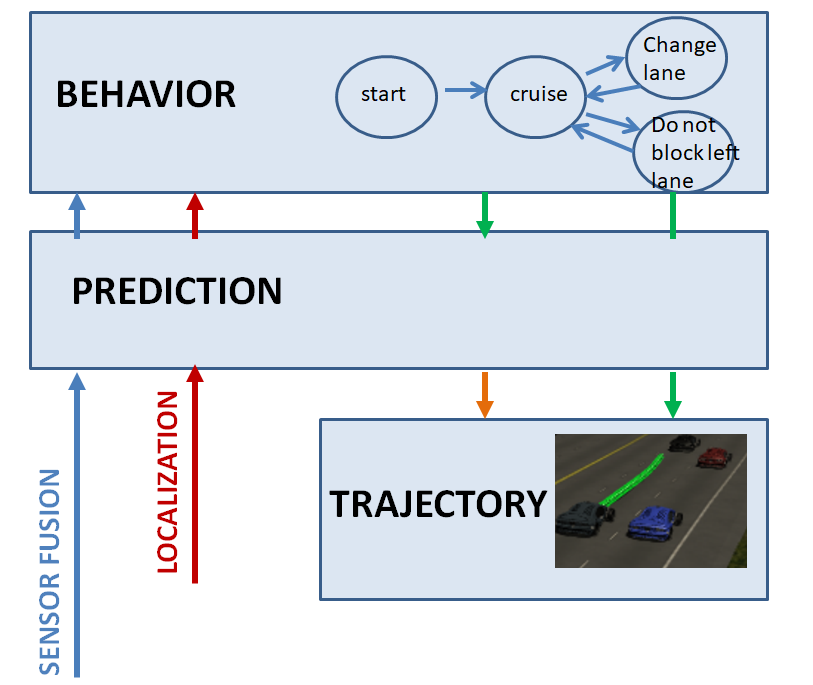 BEHAVIOR
start
cruise
Change
lane
Do not
block left
lane
PREDICTION
SENSOR FUSION
LOCALIZATION
TRAJECTORY